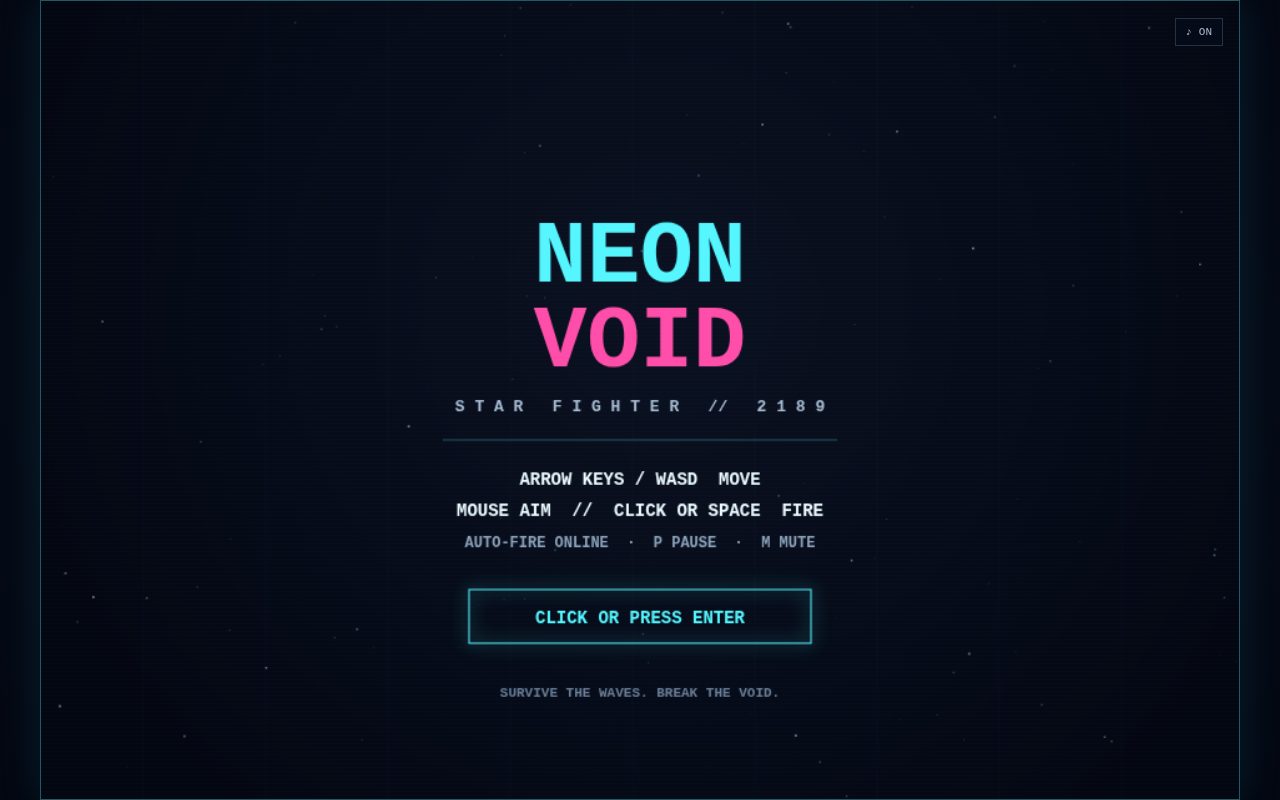 ♪ ON
NEON
VOID
STAR FIGHTER // 2189
ARROW KEYS / WASD MOVE
MOUSE AIM // CLICK OR SPACE FIRE
AUTO-FIRE ONLINE · P PAUSE · M MUTE
CLICK OR PRESS ENTER
SURVIVE THE WAVES. BREAK THE VOID.